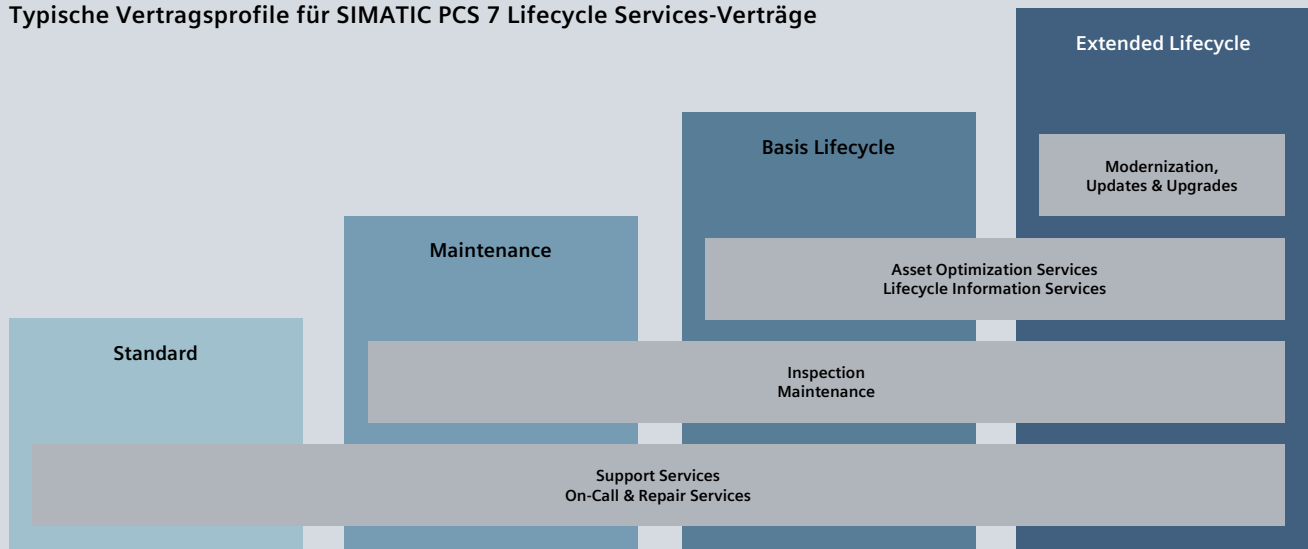 Typische Vertragsprofile für SIMATIC PCS 7 Lifecycle Services-Verträge
Extended Lifecycle
Modernization,
Updates & Upgrades
Basis Lifecycle
Asset Optimization Services
Lifecycle Information Services
Maintenance
Inspection
Maintenance
Standard
Support Services
On-Call & Repair Services